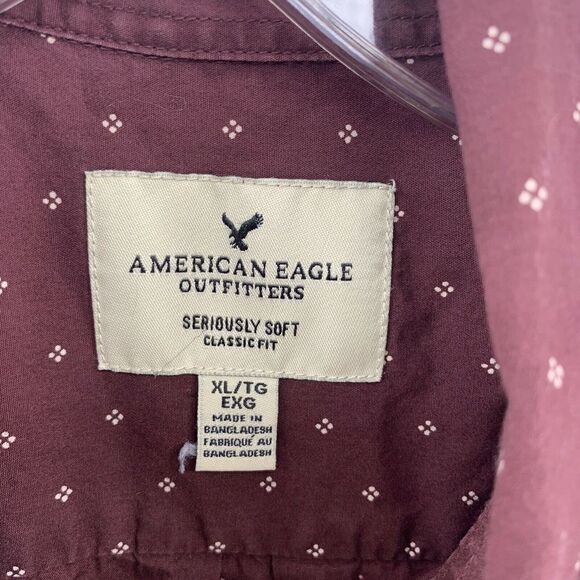 AMERICAN EAGLE
OUTFITTERS
SERIOUSLY SOFT
CLASSIC FIT
XL/TG
EXG
MADE IN
BANGLADESH
FABRIQUÉ AU
BANGLADESH